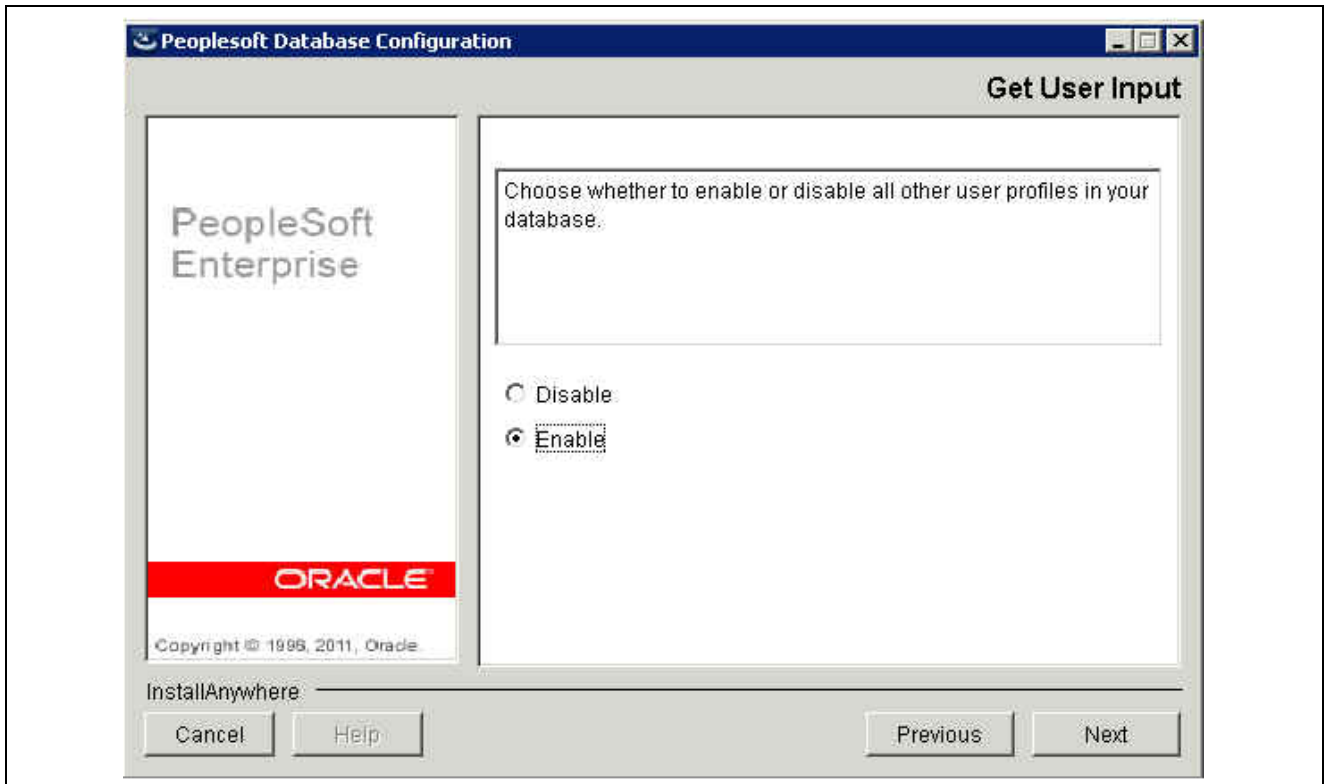 Peoplesoft Database Configuration
Get User Input
PeopleSoft
Enterprise
Choose whether to enable or disable all other user profiles in your
database.
Disable
Enable
ORACLE
Copyright © 1996, 2011, Oracle.
InstallAnywhere
Cancel
Help
Previous
Next